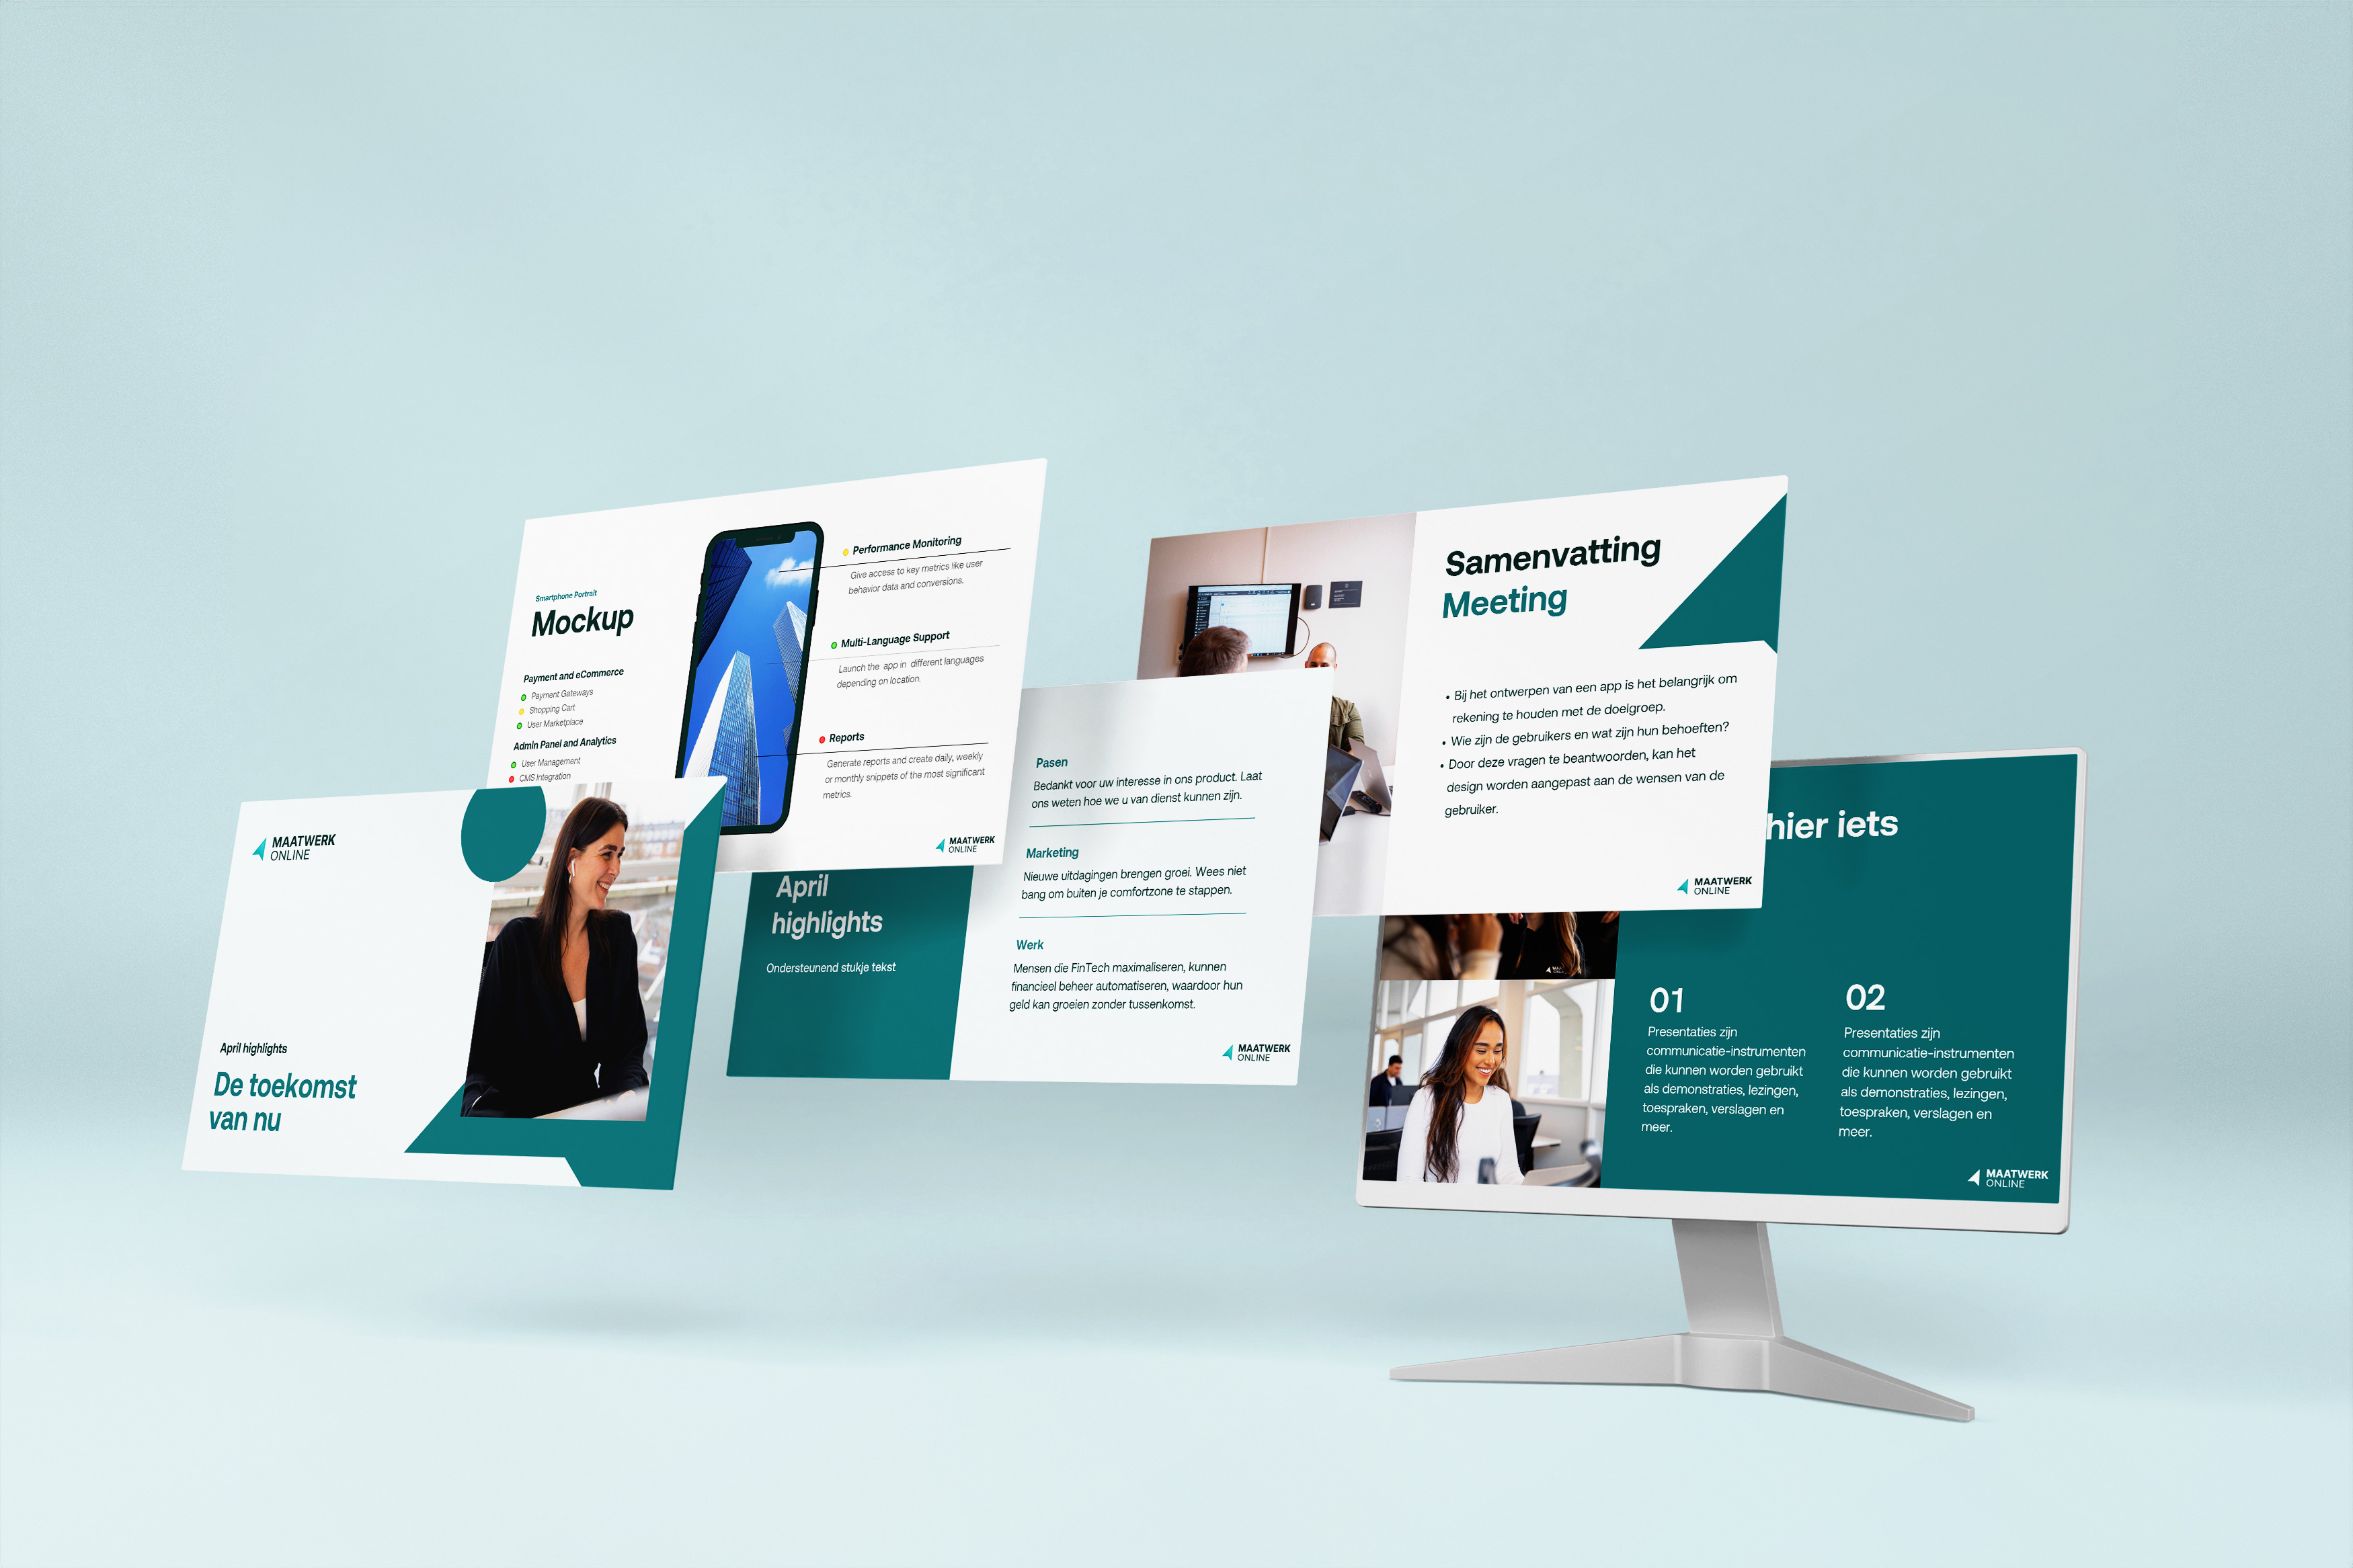 MAATWERK
ONLINE
April highlights
De toekomst
van nu
Smartphone Portrait
Mockup
Payment and eCommerce
Payment Gateways
Shopping Cart
User Marketplace
Admin Panel and Analytics
User Management
CMS Integration
Performance Monitoring
Give access to key metrics like user
behavior data and conversions.
Multi-Language Support
Launch the app in different languages
depending on location.
Reports
Generate reports and create daily, weekly
or monthly snippets of the most significant
metrics.
MAATWERK
ONLINE
April
highlights
Ondersteunend stukje tekst
Pasen
Bedankt voor uw interesse in ons product. Laat
ons weten hoe we u van dienst kunnen zijn.
Marketing
Nieuwe uitdagingen brengen groei. Wees niet
bang om buiten je comfortzone te stappen.
Werk
Mensen die FinTech maximaliseren, kunnen
financieel beheer automatiseren, waardoor hun
geld kan groeien zonder tussenkomst.
MAATWERK
ONLINE
Samenvatting
Meeting
• Bij het ontwerpen van een app is het belangrijk om
rekening te houden met de doelgroep.
• Wie zijn de gebruikers en wat zijn hun behoeften?
• Door deze vragen te beantwoorden, kan het
design worden aangepast aan de wensen van de
gebruiker.
MAATWERK
ONLINE
hier iets
01
Presentaties zijn
communicatie-instrumenten
die kunnen worden gebruikt
als demonstraties, lezingen,
toespraken, verslagen en
meer.
02
Presentaties zijn
communicatie-instrumenten
die kunnen worden gebruikt
als demonstraties, lezingen,
toespraken, verslagen en
meer.
MAATWERK
ONLINE